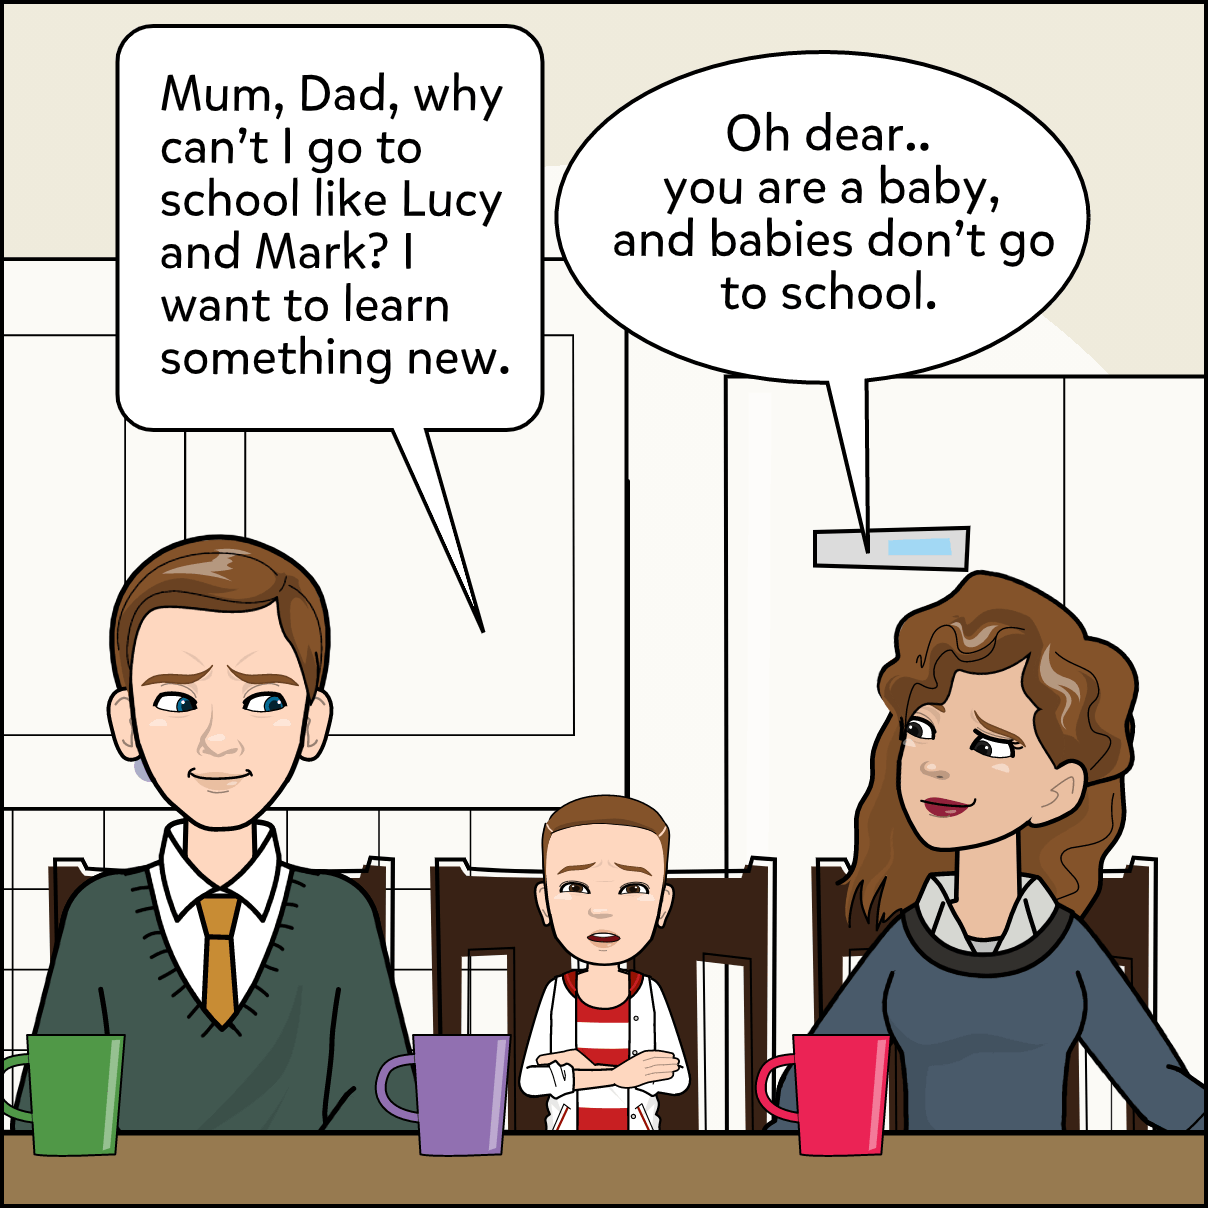 Mum, Dad, why
can't I go to
school like Lucy
and Mark? I
want to learn
something new.
Oh dear..
you are a baby,
and babies don't go
to school.